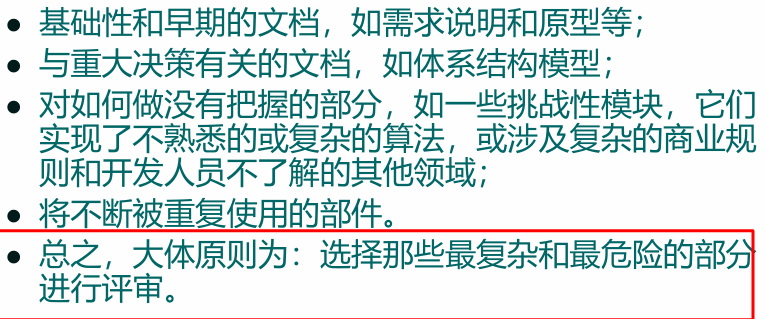 ● 基础性和早期的文档，如需求说明和原型等；
● 与重大决策有关的文档，如体系结构模型；
● 对如何做没有把握的部分，如一些挑战性模块，它们
实现了不熟悉的或复杂的算法，或涉及复杂的商业规
则和开发人员不了解的其他领域；
● 将不断被重复使用的部件。
● 总之，大体原则为：选择那些最复杂和最危险的部分
进行评审。